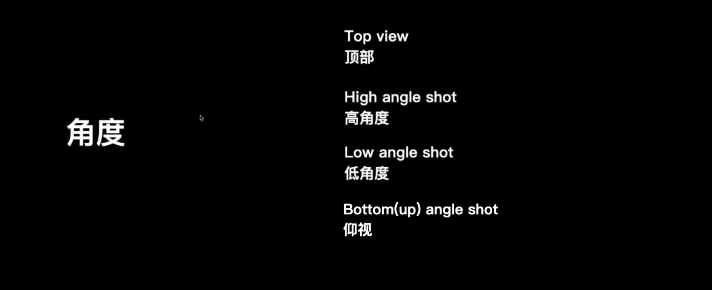 角度
Top view
顶部
High angle shot
高角度
Low angle shot
低角度
Bottom(up) angle shot
仰视